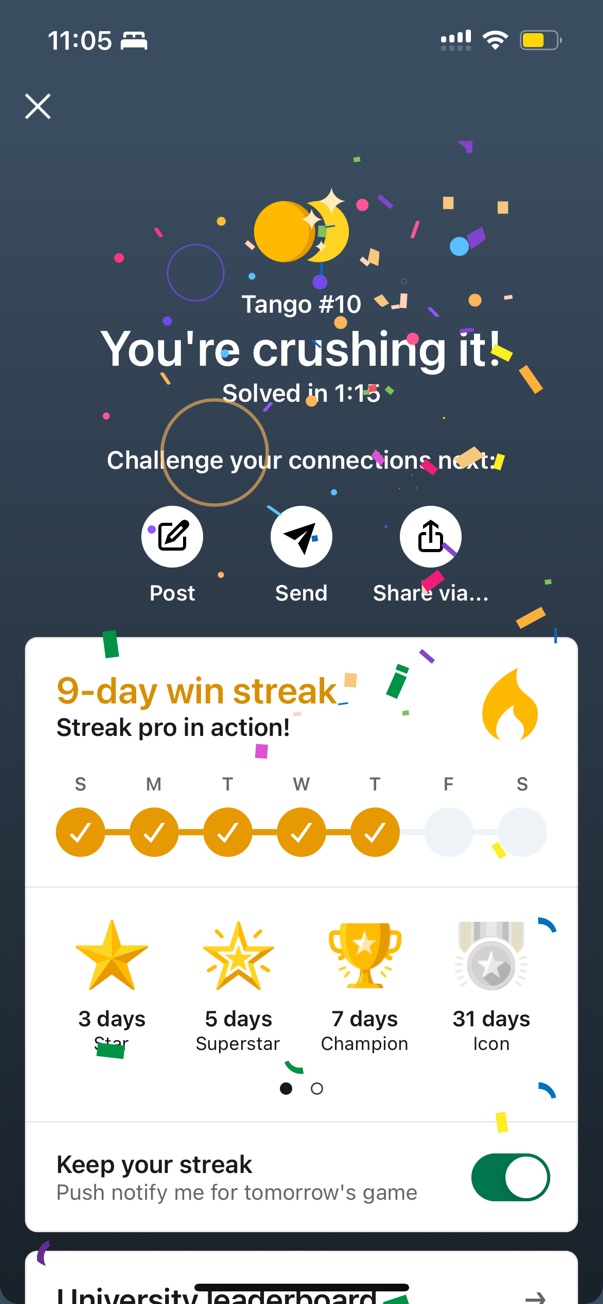 11:05
Tango #10
You're crushing it!
Solved in 1:15
Challenge your connections next:
Post Send Share via...
9-day win streak
Streak pro in action!
S M T W T F S
3 days 5 days 7 days 31 days
Star Superstar Champion Icon
Keep your streak
Push notify me for tomorrow's game
University leaderboard